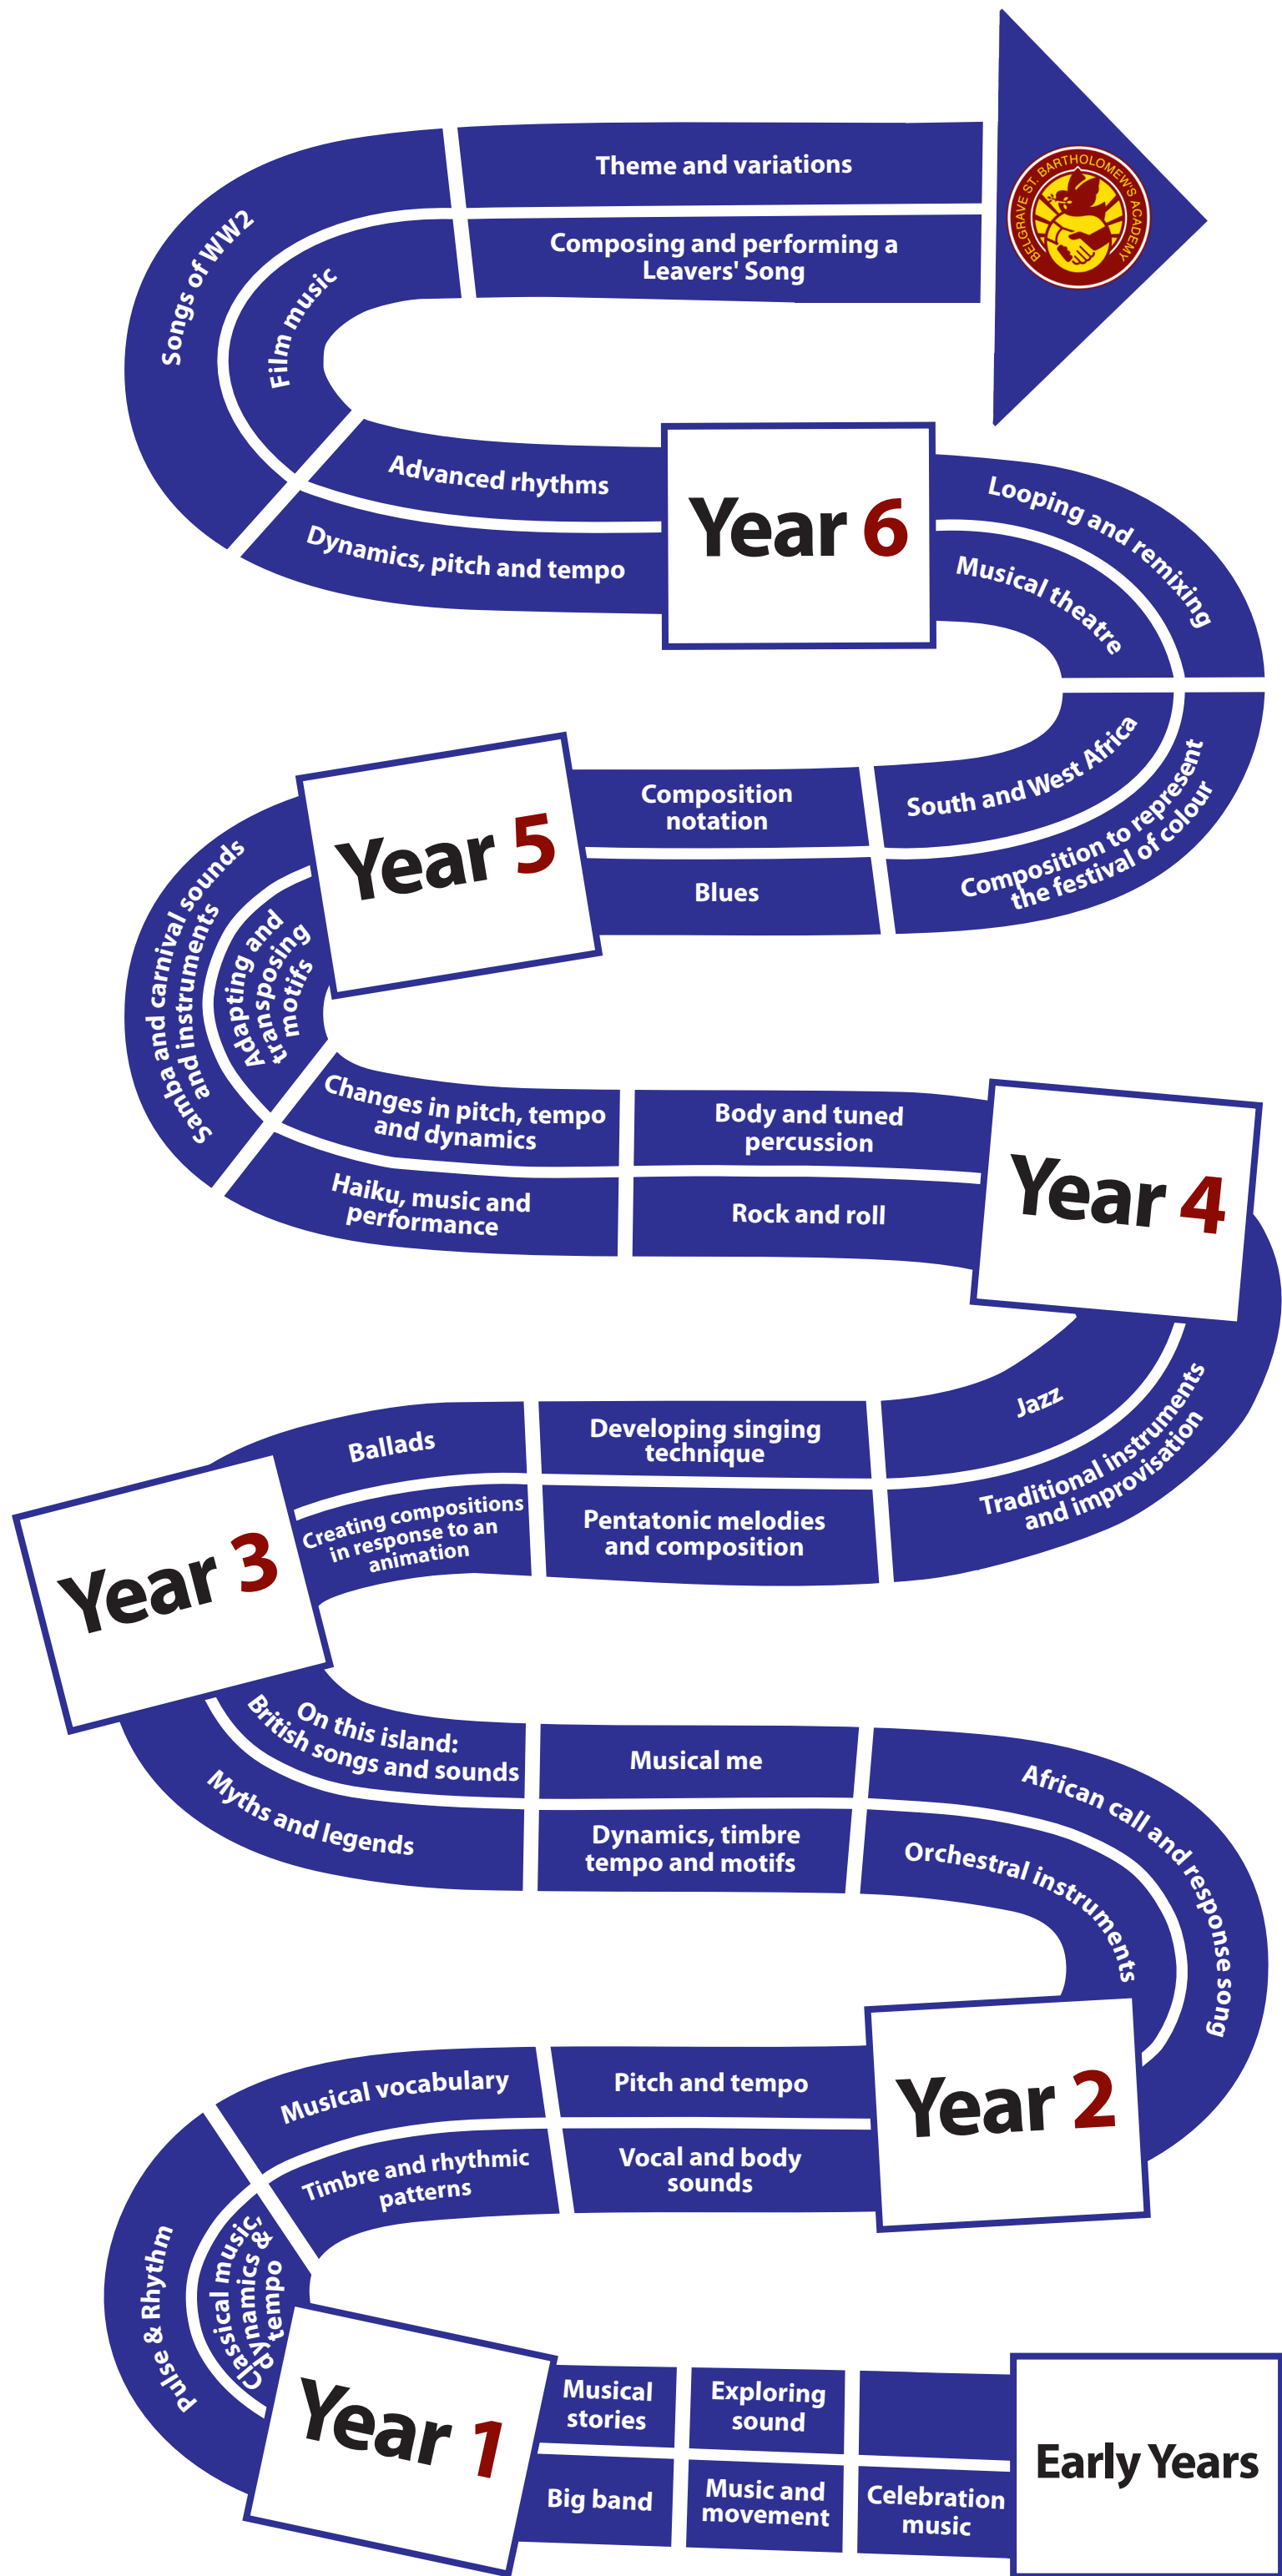 Theme and variations
Composing and performing a
Leavers' Song
BELGRAVE ST. BARTHOLOMEW'S ACADEMY
Songs of WW2
Film music
Advanced rhythms
Dynamics, pitch and tempo
Year 6
Looping and remixing
Musical theatre
South and West Africa
Composition to represent
the festival of colour
Composition
notation
Blues
Year 5
Samba and carnival sounds
and instruments
Adapting and
transposing
motifs
Changes in pitch, tempo
and dynamics
Haiku, music and
performance
Body and tuned
percussion
Rock and roll
Year 4
Jazz
Traditional instruments
and improvisation
Developing singing
technique
Pentatonic melodies
and composition
Ballads
Creating compositions
in response to an
animation
Year 3
On this island:
British songs and sounds
Myths and legends
Musical me
Dynamics, timbre
tempo and motifs
African call and response song
Orchestral instruments
Year 2
Pitch and tempo
Vocal and body
sounds
Musical vocabulary
Timbre and rhythmic
patterns
Pulse & Rhythm
Classical music,
dynamics &
tempo
Year 1
Musical
stories
Big band
Exploring
sound
Music and
movement
Celebration
music
Early Years